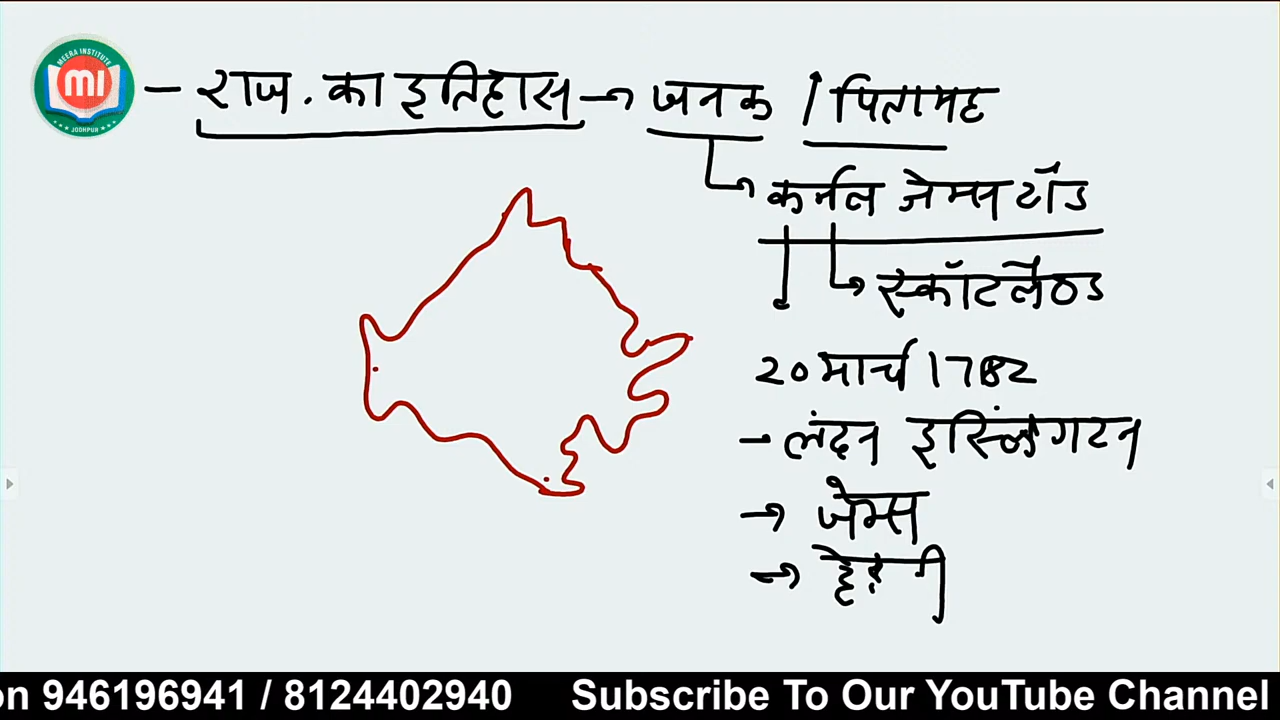 MEERA INSTITUTE
MI
JODHPUR
– राज. का इतिहास → जनक / पितामह
कर्नल जेम्स टॉड
स्कॉटलैण्ड
20 मार्च 1782
– लंदन इस्लिंगटन
→ जेम्स
→
on 946196941 / 8124402940 Subscribe To Our YouTube Channel